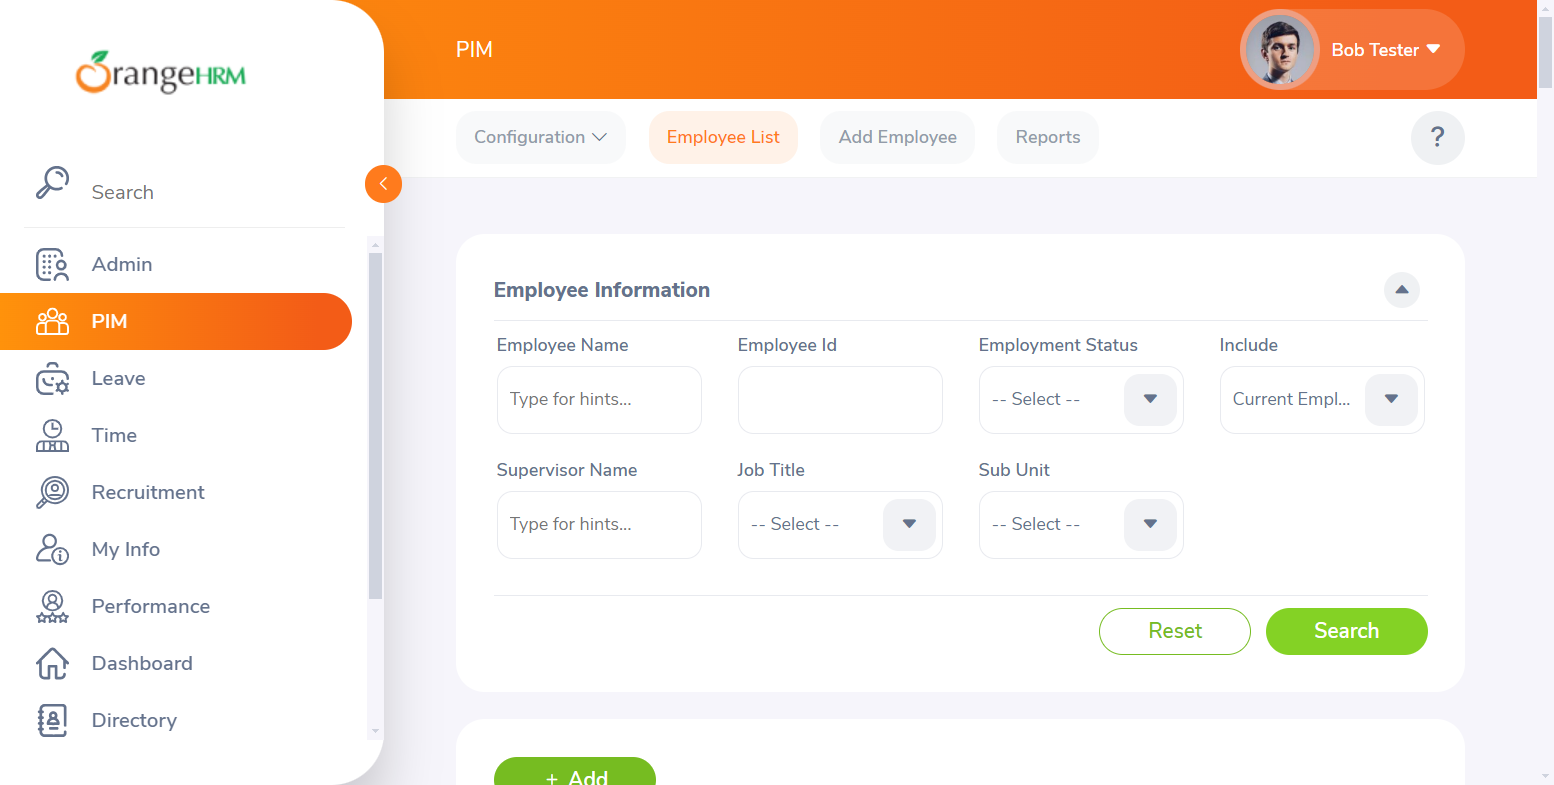 OrangeHRM
PIM
Bob Tester
Search
Configuration
Employee List
Add Employee
Reports
?
Admin
PIM
Leave
Time
Recruitment
My Info
Performance
Dashboard
Directory
Employee Information
Employee Name
Employee Id
Employment Status
Include
Type for hints...
-- Select --
Current Empl...
Supervisor Name
Job Title
Sub Unit
Type for hints...
-- Select --
-- Select --
Reset
Search
+ Add